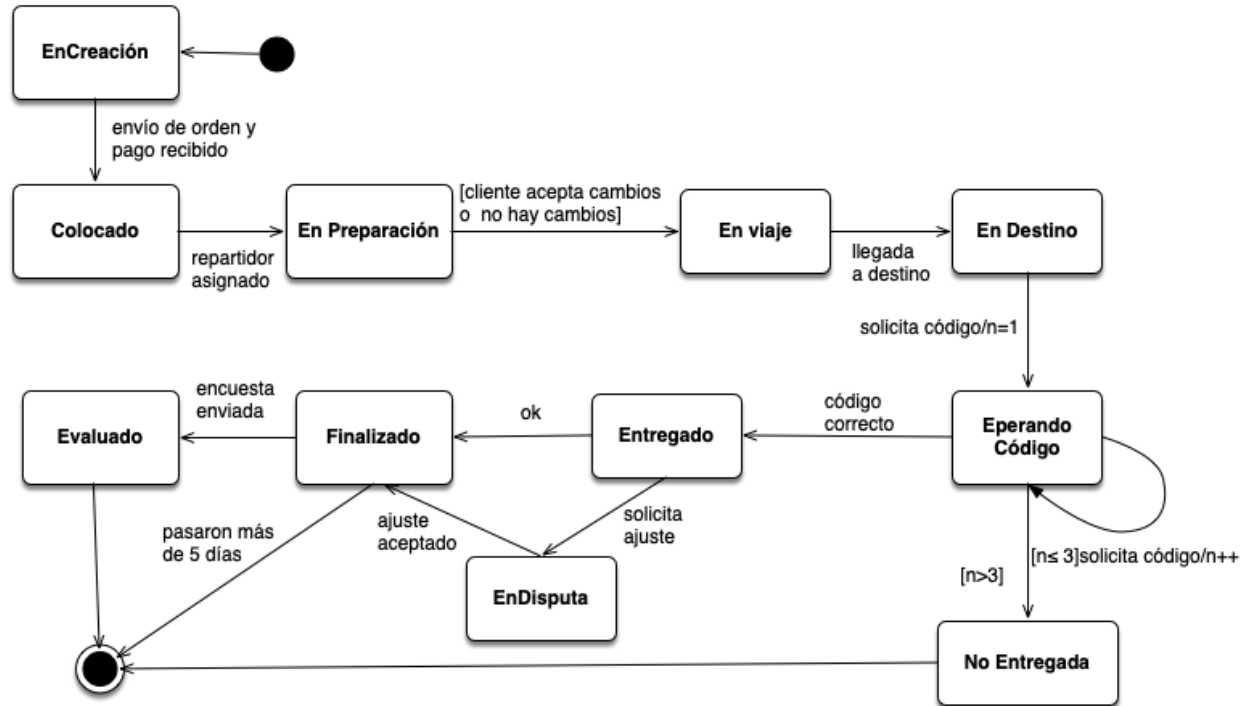 EnCreación
envío de orden y
pago recibido
Colocado
repartidor
asignado
En Preparación
[cliente acepta cambios
o no hay cambios]
En viaje
llegada
a destino
En Destino
solicita código/n=1
Eperando
Código
[n≤ 3]solicita código/n++
[n>3]
No Entregada
código
correcto
Entregado
solicita
ajuste
EnDisputa
ajuste
aceptado
ok
Finalizado
encuesta
enviada
Evaluado
pasaron más
de 5 días